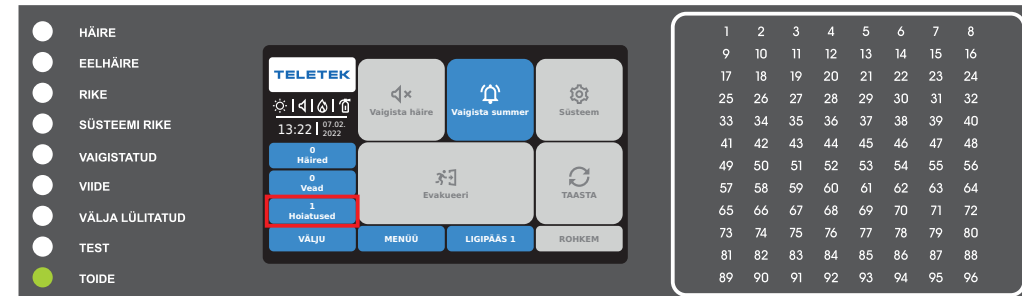 HÄIRE
EELHÄIRE
RIKE
SÜSTEEMI RIKE
VAIGISTATUD
VIIDE
VÄLJA LÜLITATUD
TEST
TOIDE
TELETEK
13:22 07.02.2022
Vaigista häire
Vaigista summer
Süsteem
0
Häired
0
Vead
1
Hoiatused
Evakueeri
TAASTA
VÄLJU
MENÜÜ
LIGIPÄÄS 1
ROHKEM
1 2 3 4 5 6 7 8
9 10 11 12 13 14 15 16
17 18 19 20 21 22 23 24
25 26 27 28 29 30 31 32
33 34 35 36 37 38 39 40
41 42 43 44 45 46 47 48
49 50 51 52 53 54 55 56
57 58 59 60 61 62 63 64
65 66 67 68 69 70 71 72
73 74 75 76 77 78 79 80
81 82 83 84 85 86 87 88
89 90 91 92 93 94 95 96